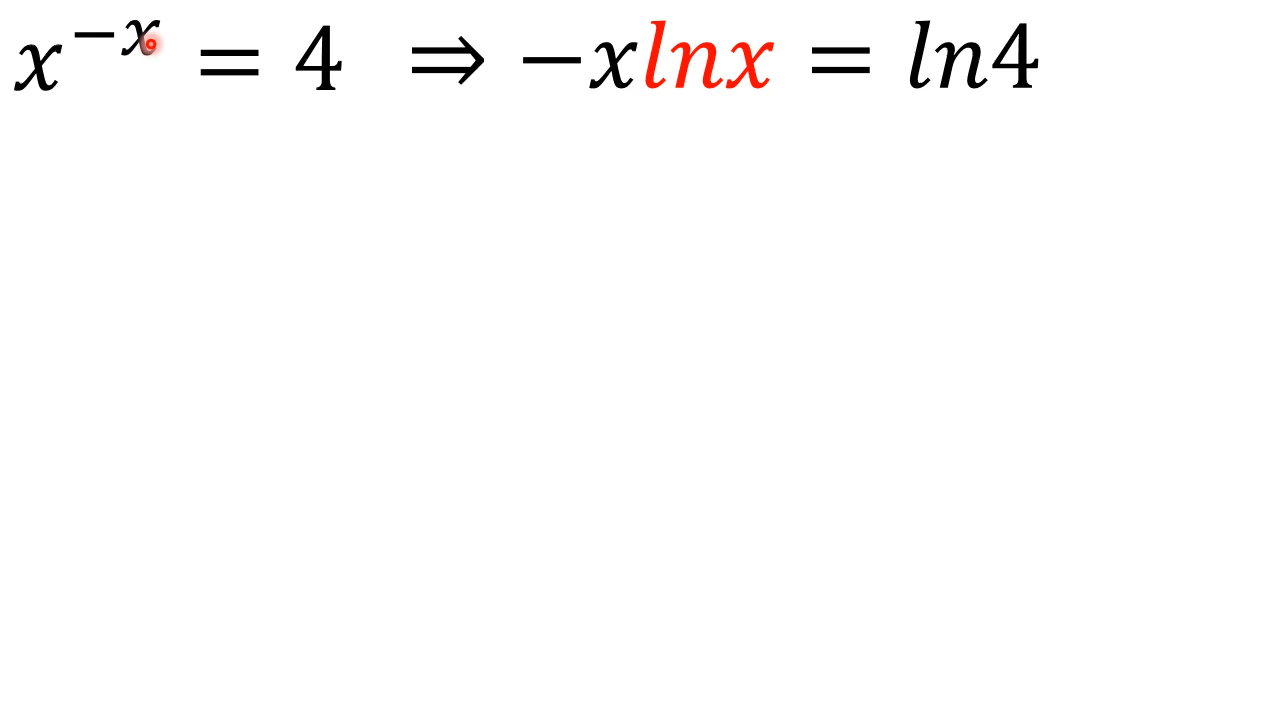 x⁻ˣ = 4 ⇒ −xlnx = ln4